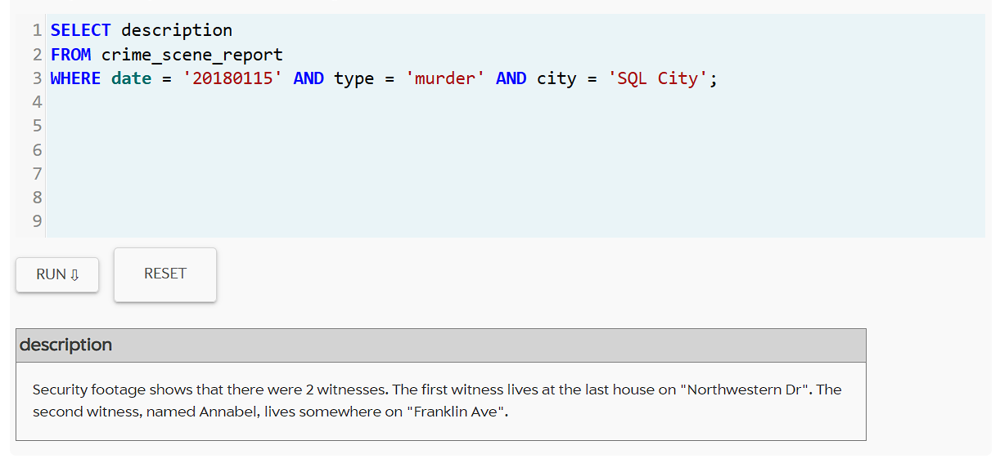 1 SELECT description
2 FROM crime_scene_report
3 WHERE date = '20180115' AND type = 'murder' AND city = 'SQL City';
4
5
6
7
8
9
RUN ⇩
RESET
description
Security footage shows that there were 2 witnesses. The first witness lives at the last house on "Northwestern Dr". The
second witness, named Annabel, lives somewhere on "Franklin Ave".